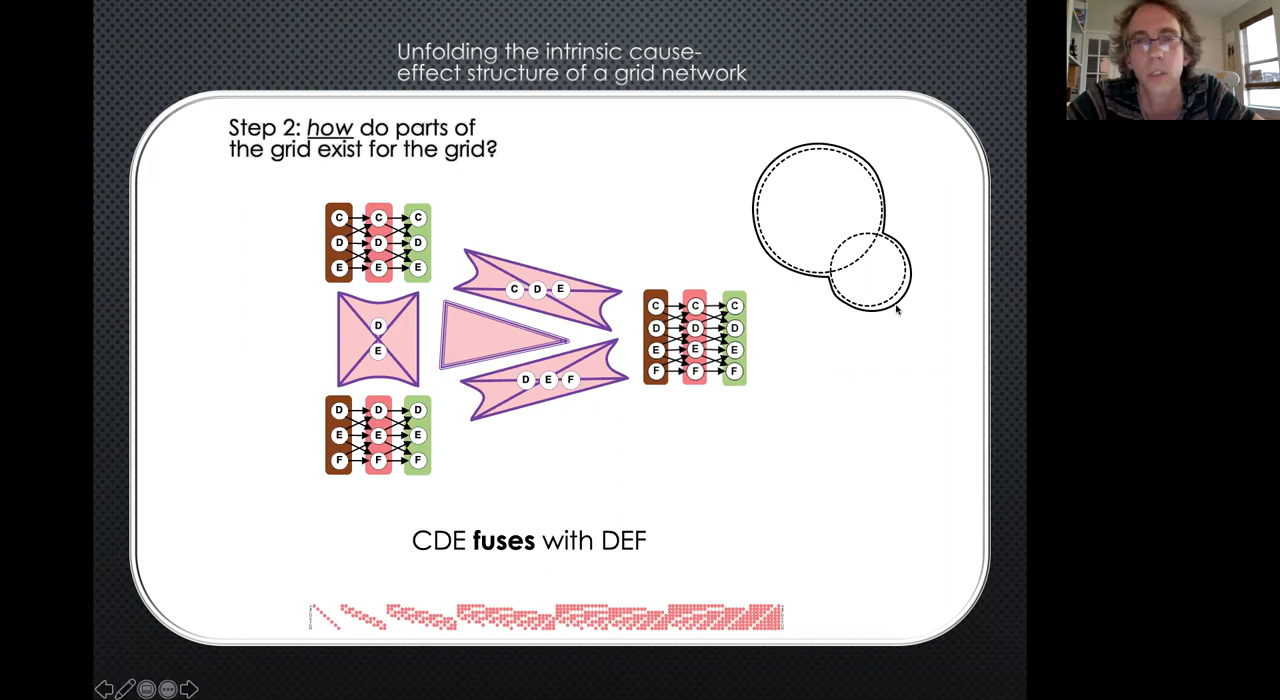 Unfolding the intrinsic cause-
effect structure of a grid network
Step 2: how do parts of
the grid exist for the grid?
C C C
D D D
E E E
D
E
D D D
E E E
F F F
C D E
D E F
C C C
D D D
E E E
F F F
CDE fuses with DEF